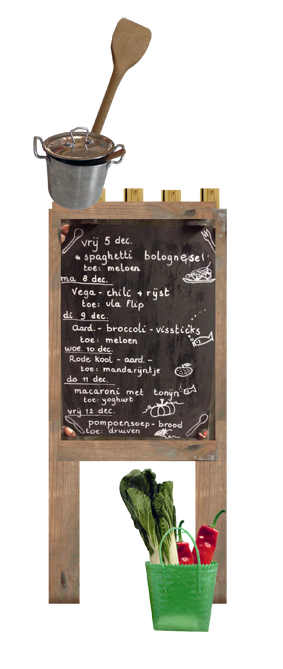 vrij 5 dec.
* spaghetti bolognese!
toe: meloen
ma 8 dec.
Vega - chili + rijst
toe: vla flip
di 9 dec.
Aard. - broccoli - vissticks
toe: meloen
woe. 10 dec.
Rode kool - aard. -
toe: mandarijntje
do 11 dec.
macaroni met tonijn
toe: yoghurt
vrij 12 dec.
pompoensoep - brood
toe: druiven